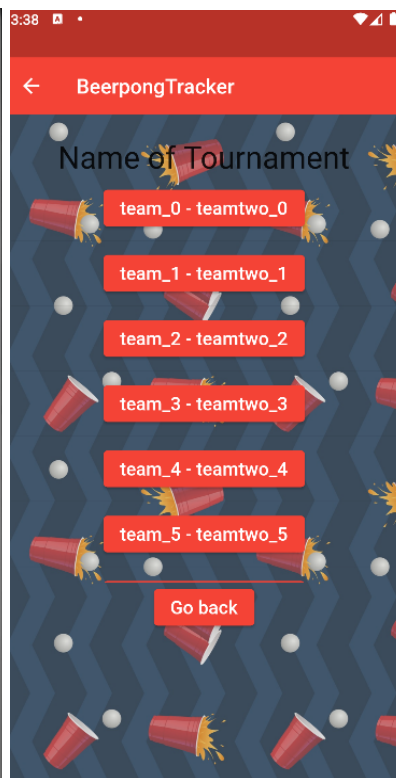 3:38
BeerpongTracker
Name of Tournament
team_0 - teamtwo_0
team_1 - teamtwo_1
team_2 - teamtwo_2
team_3 - teamtwo_3
team_4 - teamtwo_4
team_5 - teamtwo_5
Go back